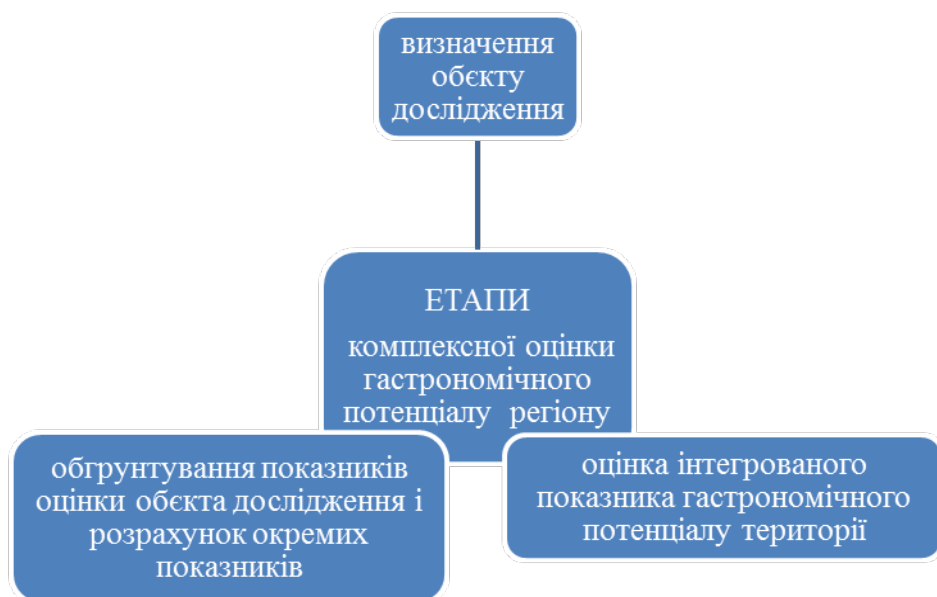 визначення
обєкту
дослідження
ЕТАПИ
комплексної оцінки
гастрономічного
потенціалу регіону
обгрунтування показників
оцінки обєкта дослідження і
розрахунок окремих
показників
оцінка інтегрованого
показника гастрономічного
потенціалу території